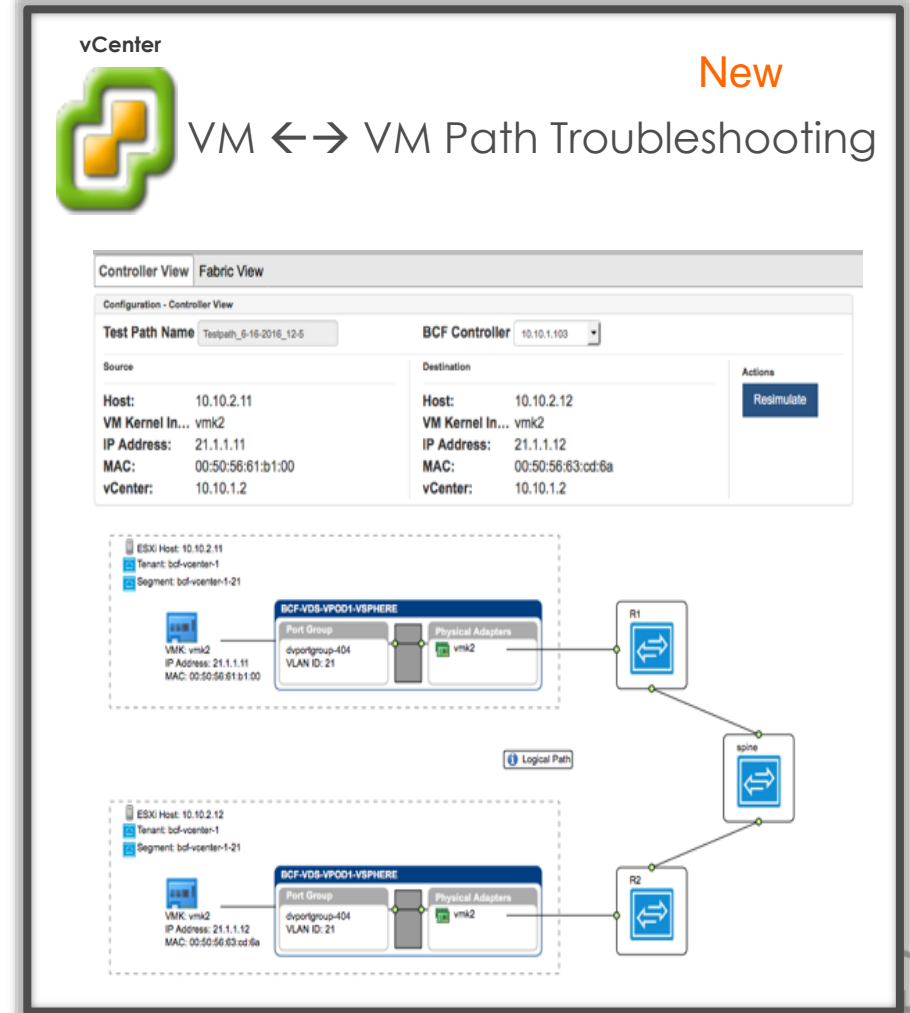 vCenter
New
VM ←→ VM Path Troubleshooting
Controller View Fabric View
Configuration - Controller View
Test Path Name Testpath_6-16-2016_12-5 BCF Controller 10.10.1.103
Source Destination Actions
Host: 10.10.2.11 Host: 10.10.2.12 Resimulate
VM Kernel In... vmk2 VM Kernel In... vmk2
IP Address: 21.1.1.11 IP Address: 21.1.1.12
MAC: 00:50:56:61:b1:00 MAC: 00:50:56:63:cd:6a
vCenter: 10.10.1.2 vCenter: 10.10.1.2
ESXi Host: 10.10.2.11
Tenant: bcf-vcenter-1
Segment: bcf-vcenter-1-21
BCF-VDS-VPOD1-VSPHERE
Port Group Physical Adapters
dvportgroup-404 vmk2
VLAN ID: 21
VMK: vmk2
IP Address: 21.1.1.11
MAC: 00:50:56:61:b1:00
R1
spine
Logical Path
ESXi Host: 10.10.2.12
Tenant: bcf-vcenter-1
Segment: bcf-vcenter-1-21
BCF-VDS-VPOD1-VSPHERE
Port Group Physical Adapters
dvportgroup-404 vmk2
VLAN ID: 21
VMK: vmk2
IP Address: 21.1.1.12
MAC: 00:50:56:63:cd:6a
R2